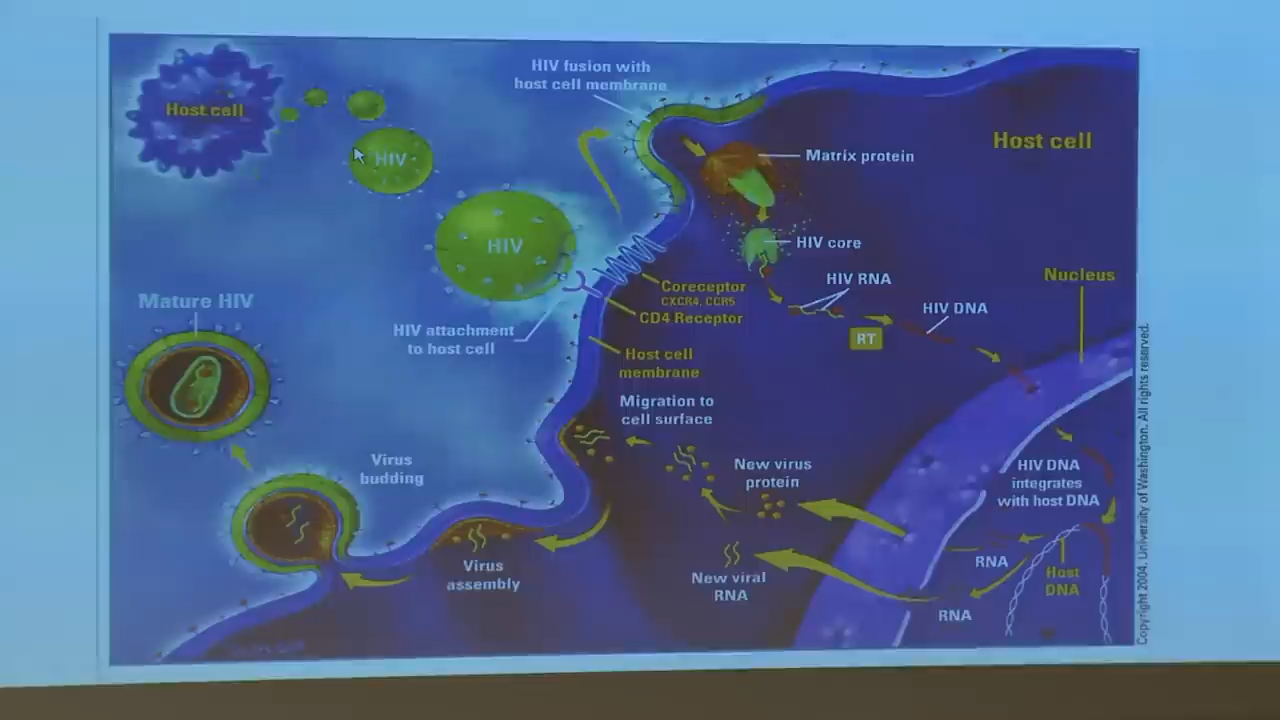 Host cell
HIV
HIV
HIV fusion with
host cell membrane
Host cell
Matrix protein
HIV core
HIV RNA
Nucleus
HIV DNA
RT
Coreceptor
CXCR4, CCR5
CD4 Receptor
HIV attachment
to host cell
Host cell
membrane
Mature HIV
Migration to
cell surface
Virus
budding
New virus
protein
HIV DNA
integrates
with host DNA
RNA
Host
DNA
RNA
New viral
RNA
Virus
assembly
Copyright 2004. University of Washington. All rights reserved.